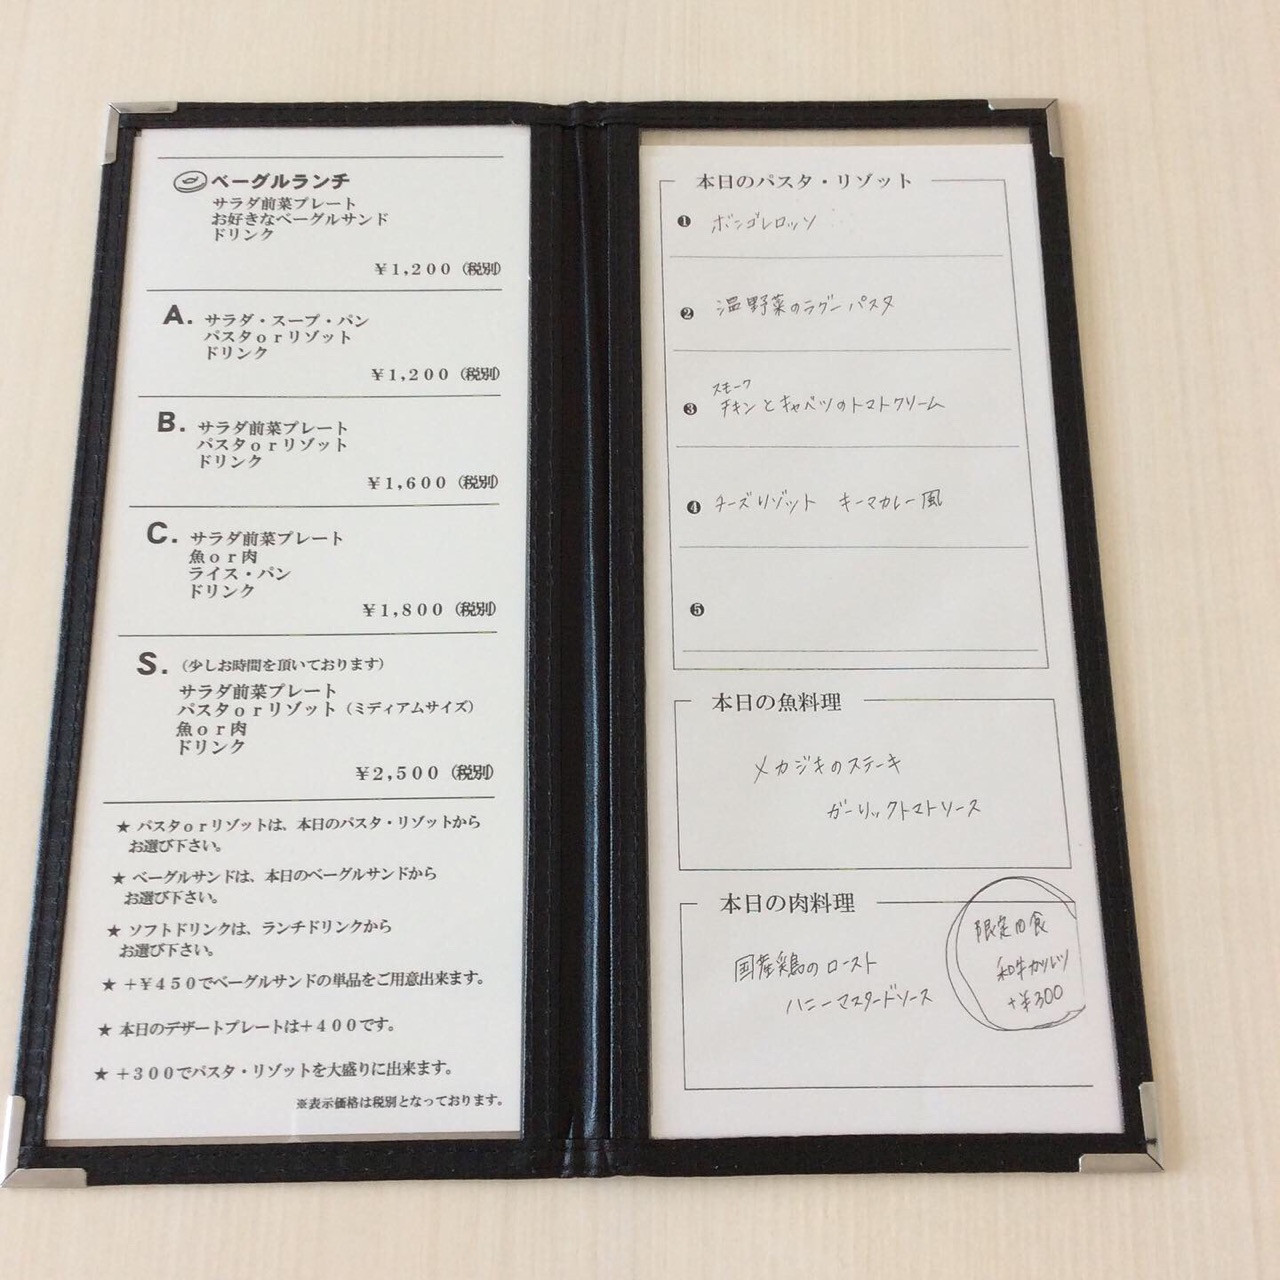 ベーグルランチ
サラダ前菜プレート
お好きなベーグルサンド
ドリンク
￥1,200（税別）
A.
サラダ・スープ・パン
パスタorリゾット
ドリンク
￥1,200（税別）
B.
サラダ前菜プレート
パスタorリゾット
ドリンク
￥1,600（税別）
C.
サラダ前菜プレート
魚or肉
ライス・パン
ドリンク
￥1,800（税別）
S.（少しお時間を頂いております）
サラダ前菜プレート
パスタorリゾット（ミディアムサイズ）
魚or肉
ドリンク
￥2,500（税別）
★ パスタorリゾットは、本日のパスタ・リゾットから
お選び下さい。
★ ベーグルサンドは、本日のベーグルサンドから
お選び下さい。
★ ソフトドリンクは、ランチドリンクから
お選び下さい。
★ +￥450でベーグルサンドの単品をご用意出来ます。
★ 本日のデザートプレートは+400です。
★ +300でパスタ・リゾットを大盛りに出来ます。
※表示価格は税別となっております。
本日のパスタ・リゾット
❶ ボンゴレロッソ
❷ 温野菜のラグーパスタ
スモーク
❸ チキンとキャベツのトマトクリーム
❹ チーズリゾット キーマカレー風
❺
本日の魚料理
メカジキのステーキ
ガーリックトマトソース
本日の肉料理
国産鶏のロースト
ハニーマスタードソース
限定10食
和牛カツレツ
+¥300